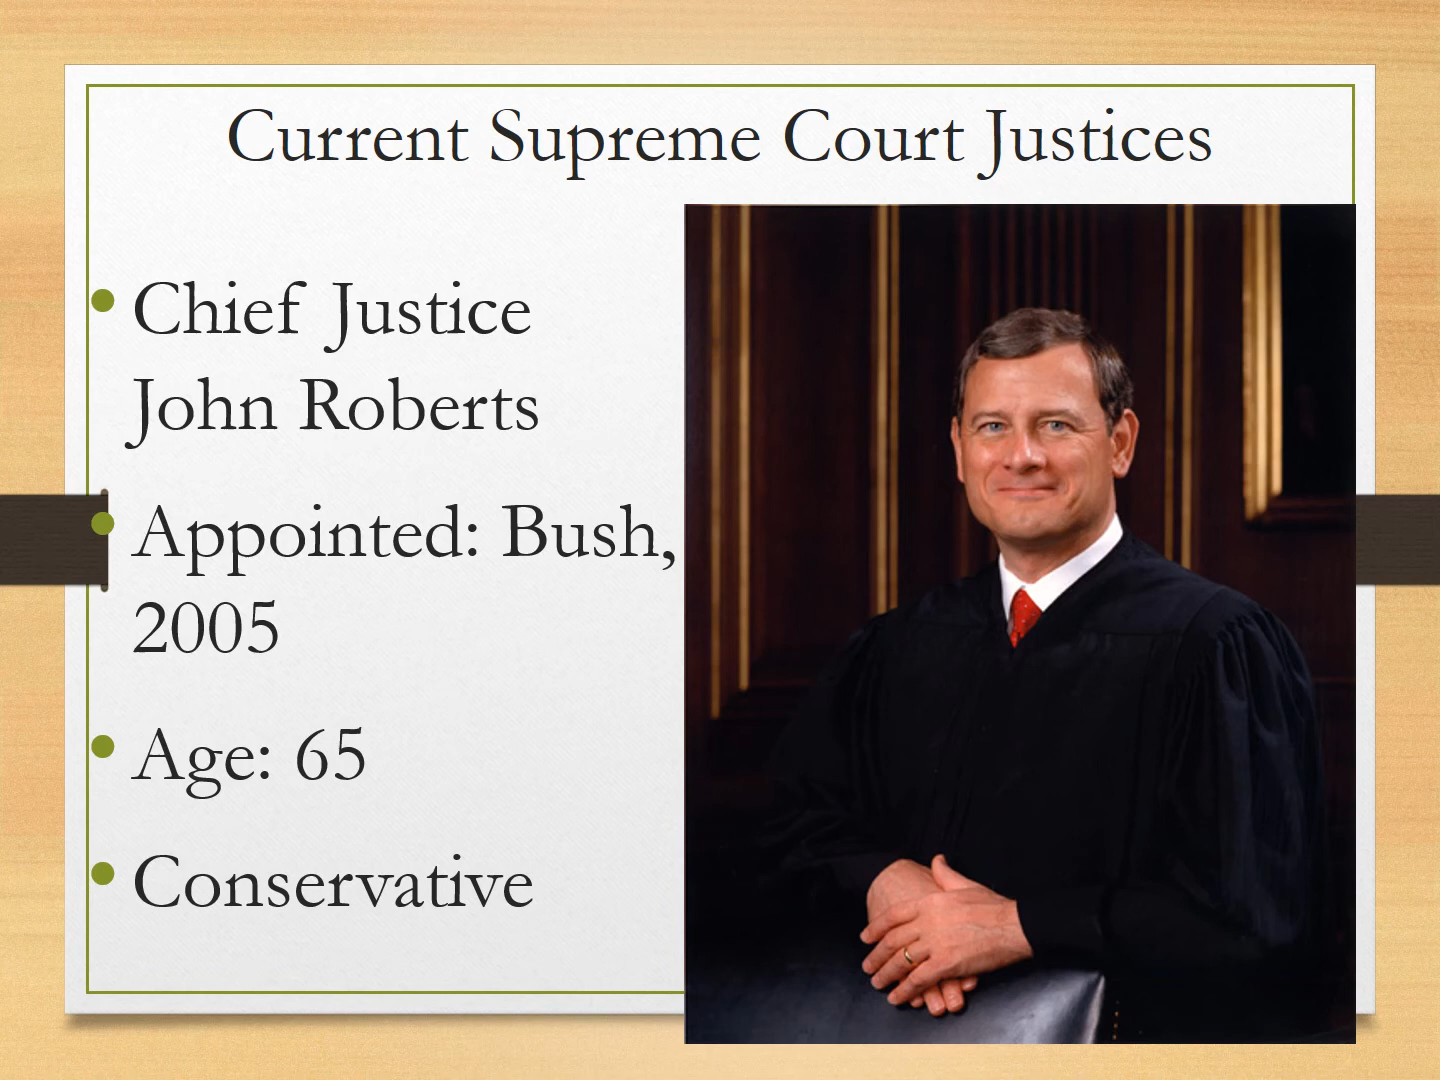 Current Supreme Court Justices
• Chief Justice
John Roberts
• Appointed: Bush,
2005
• Age: 65
• Conservative